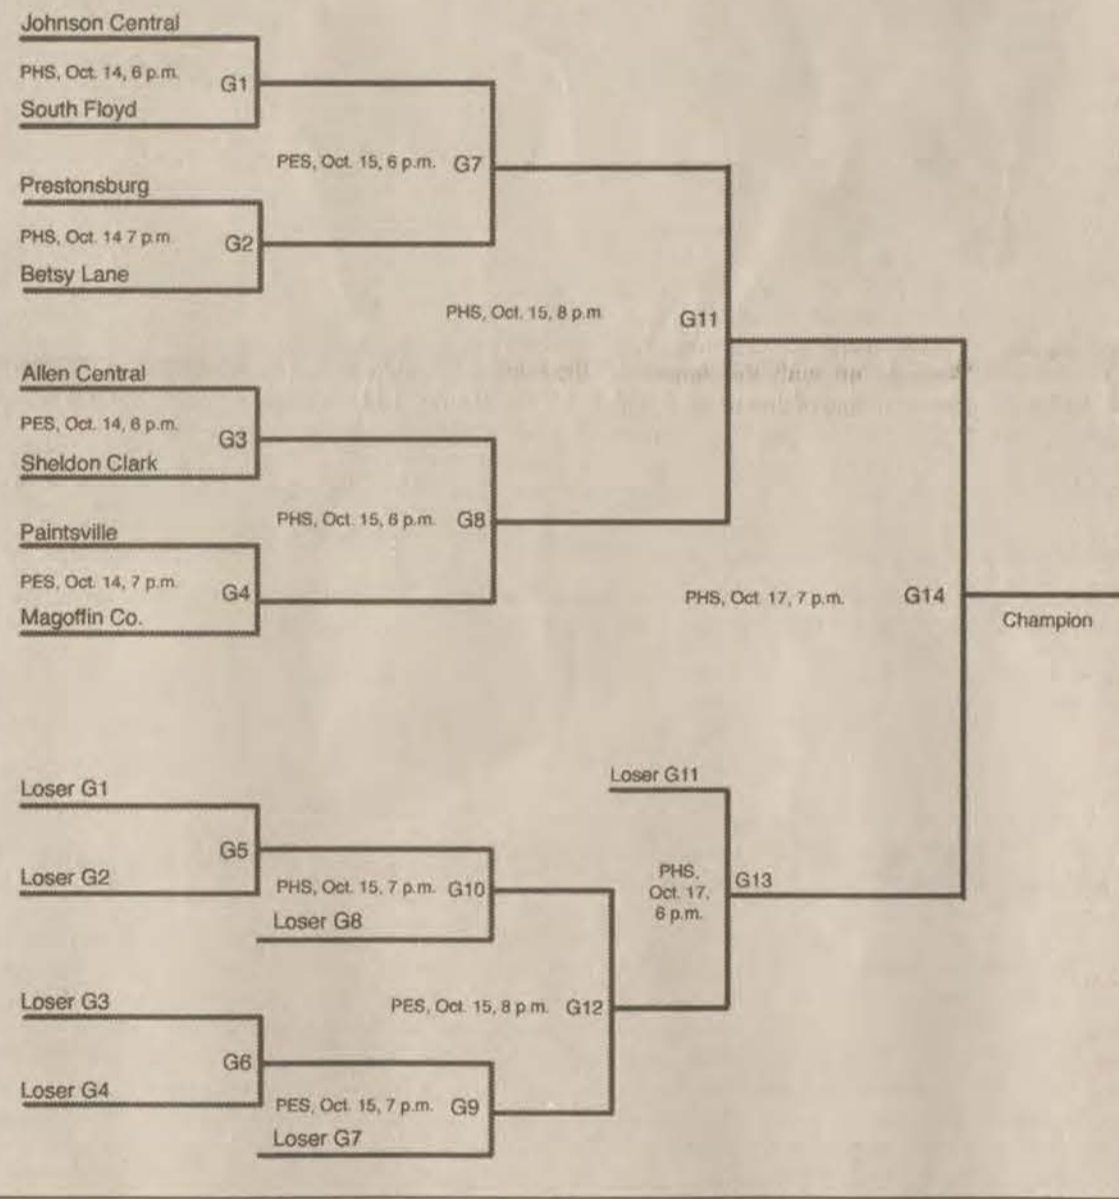 Johnson Central
PHS, Oct. 14, 6 p.m.
G1
South Floyd
PES, Oct. 15, 6 p.m. G7
Prestonsburg
PHS, Oct. 14 7 p.m.
G2
Betsy Lane
PHS, Oct. 15, 8 p.m. G11
Allen Central
PES, Oct. 14, 6 p.m.
G3
Sheldon Clark
PHS, Oct. 15, 6 p.m. G8
Paintsville
PES, Oct. 14, 7 p.m.
G4
Magoffin Co.
PHS, Oct. 17, 7 p.m. G14
Champion
Loser G1
G5
Loser G2
PHS, Oct. 15, 7 p.m. G10
Loser G8
Loser G11
PHS,
Oct. 17,
6 p.m.
G13
Loser G3
PES, Oct. 15, 8 p.m. G12
G6
Loser G4
PES, Oct. 15, 7 p.m. G9
Loser G7